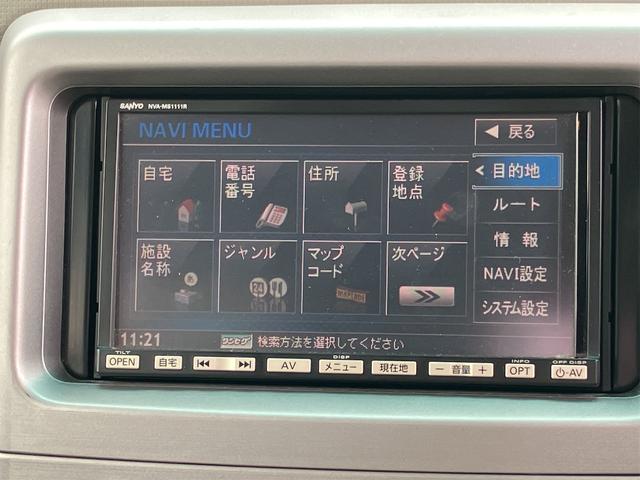 SANYO NVA-MS1111R
NAVI MENU
戻る
自宅
電話
番号
住所
登録
地点
目的地
ルート
施設
名称
ジャンル
マップ
コード
次ページ
情 報
NAVI設定
システム設定
11:21
ワンセグ 検索方法を選択してください
TILT
OPEN
自宅
AV
DISP
メニュー
現在地
− 音量 +
INFO
OPT
OFF DISP
-AV